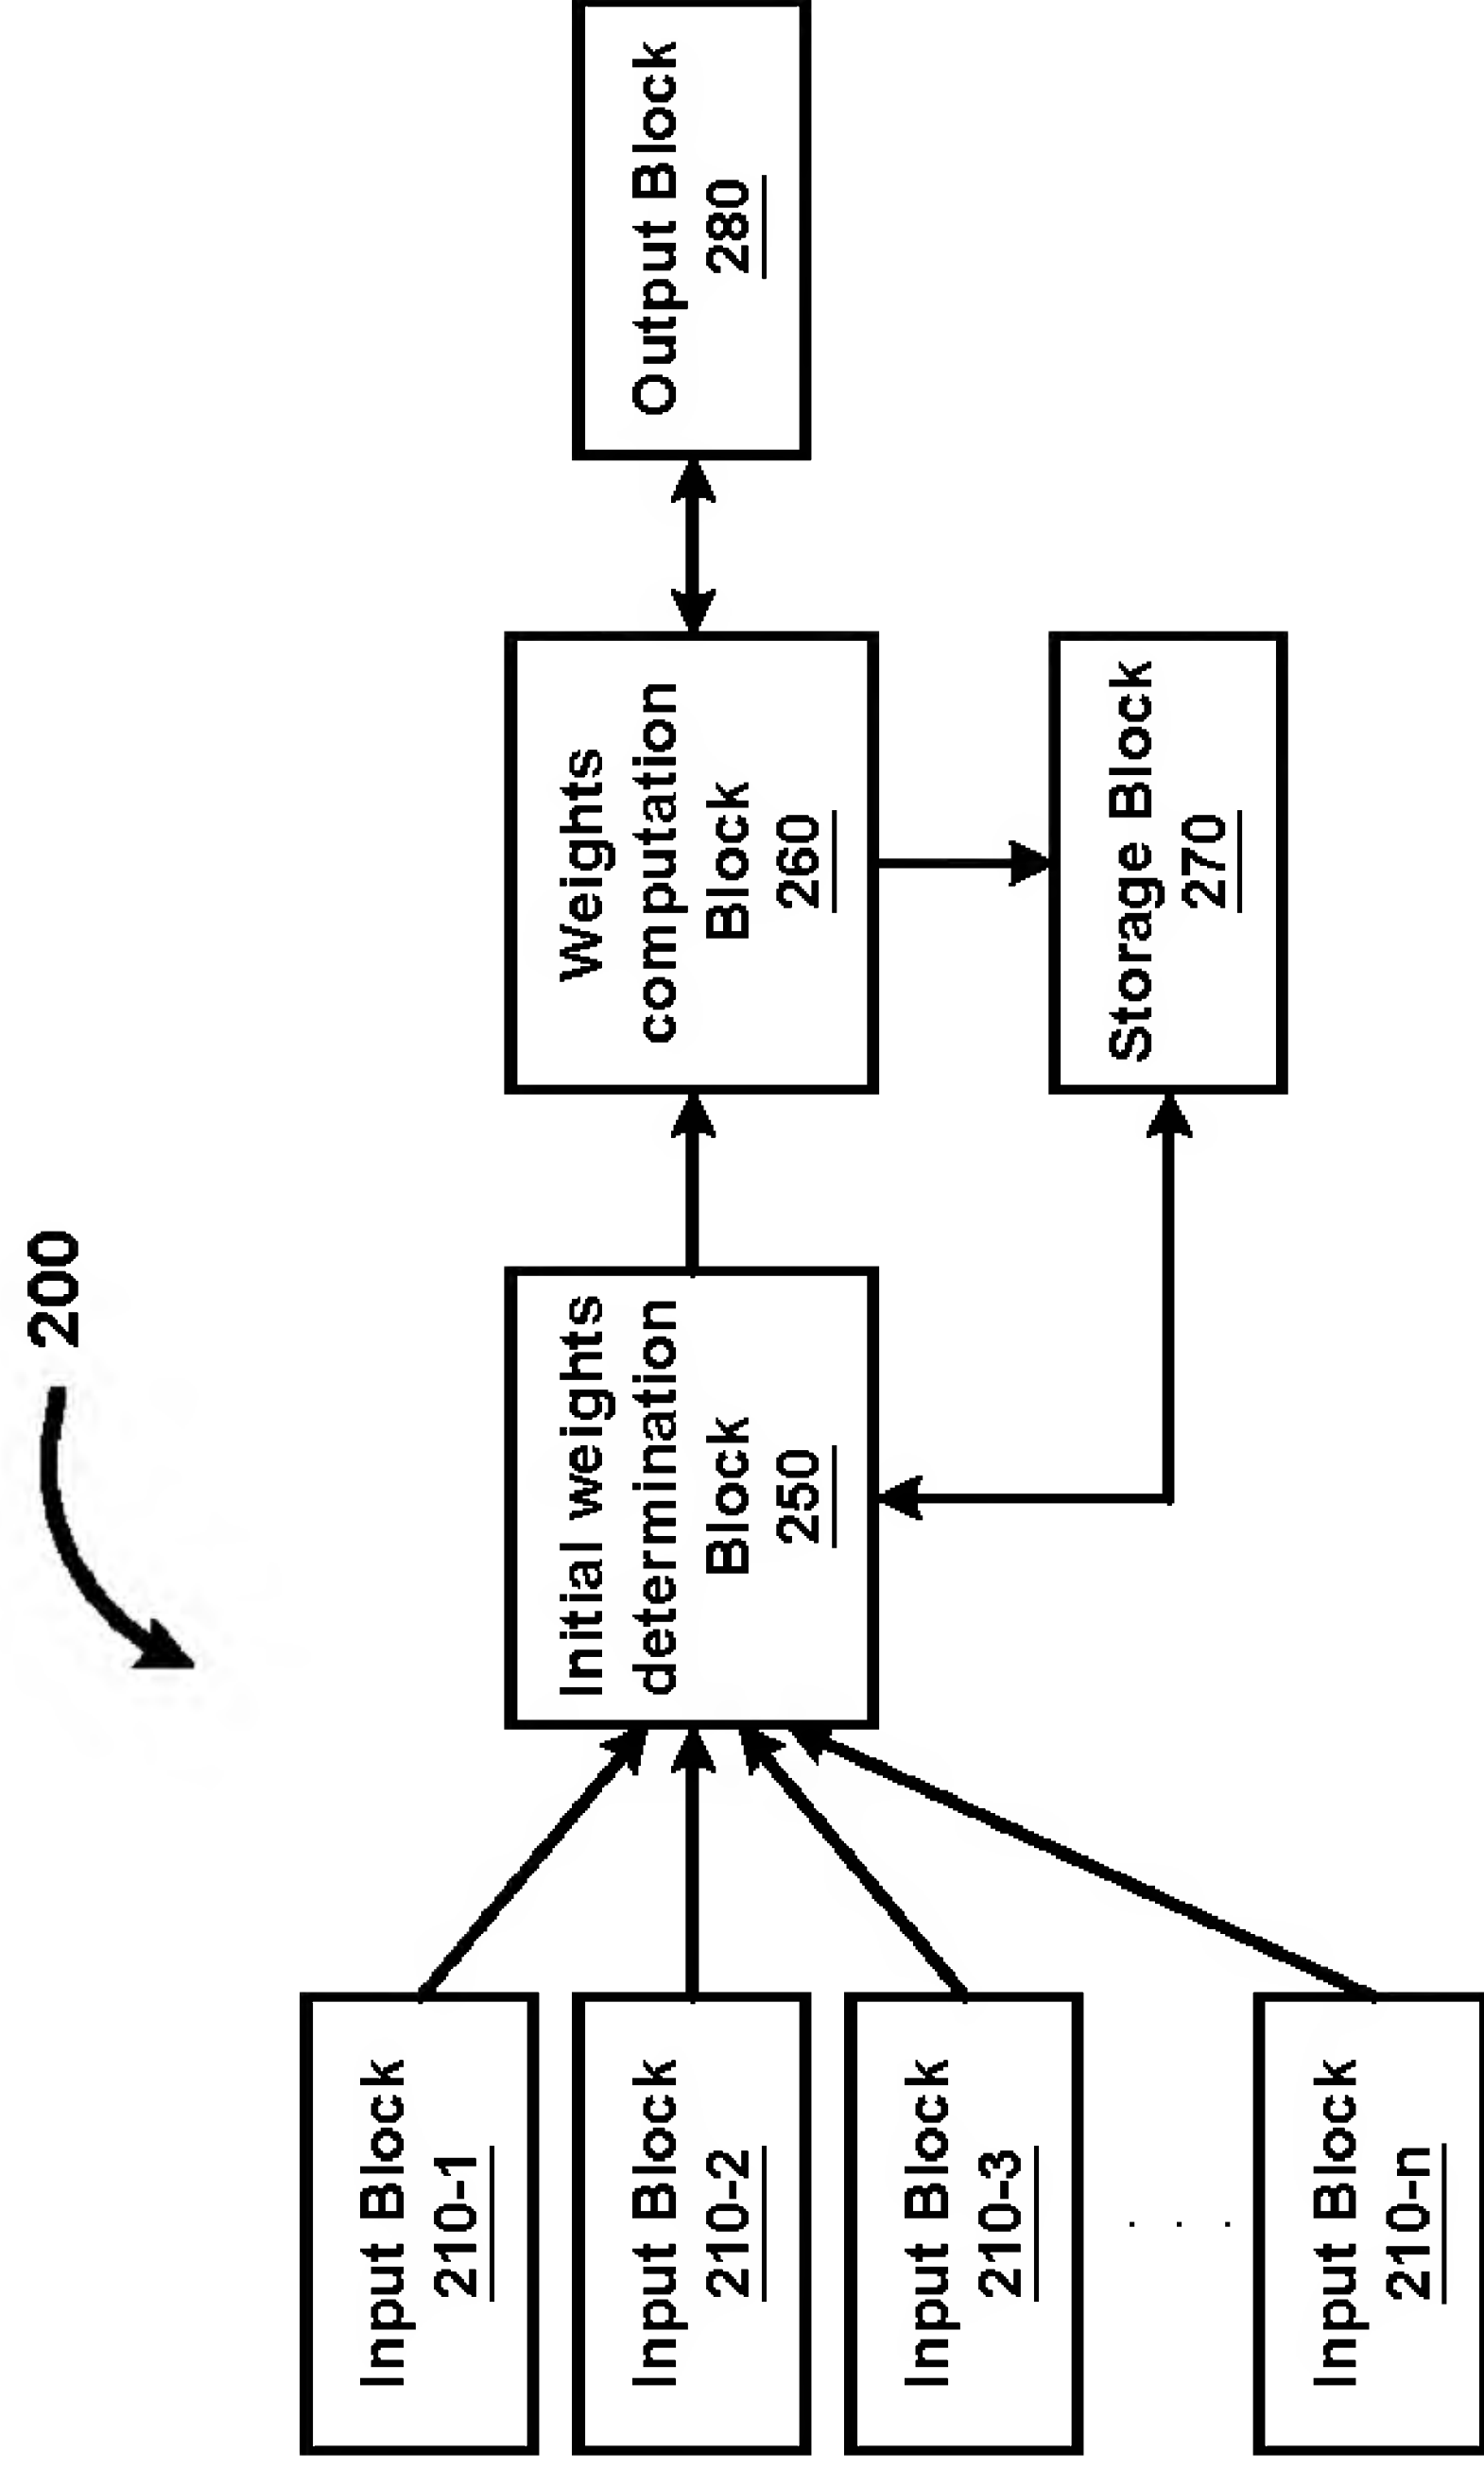 200
Input Block
210-1
Input Block
210-2
Input Block
210-3
. . .
Input Block
210-n
Initial weights
determination
Block
250
Weights
computation
Block
260
Storage Block
270
Output Block
280